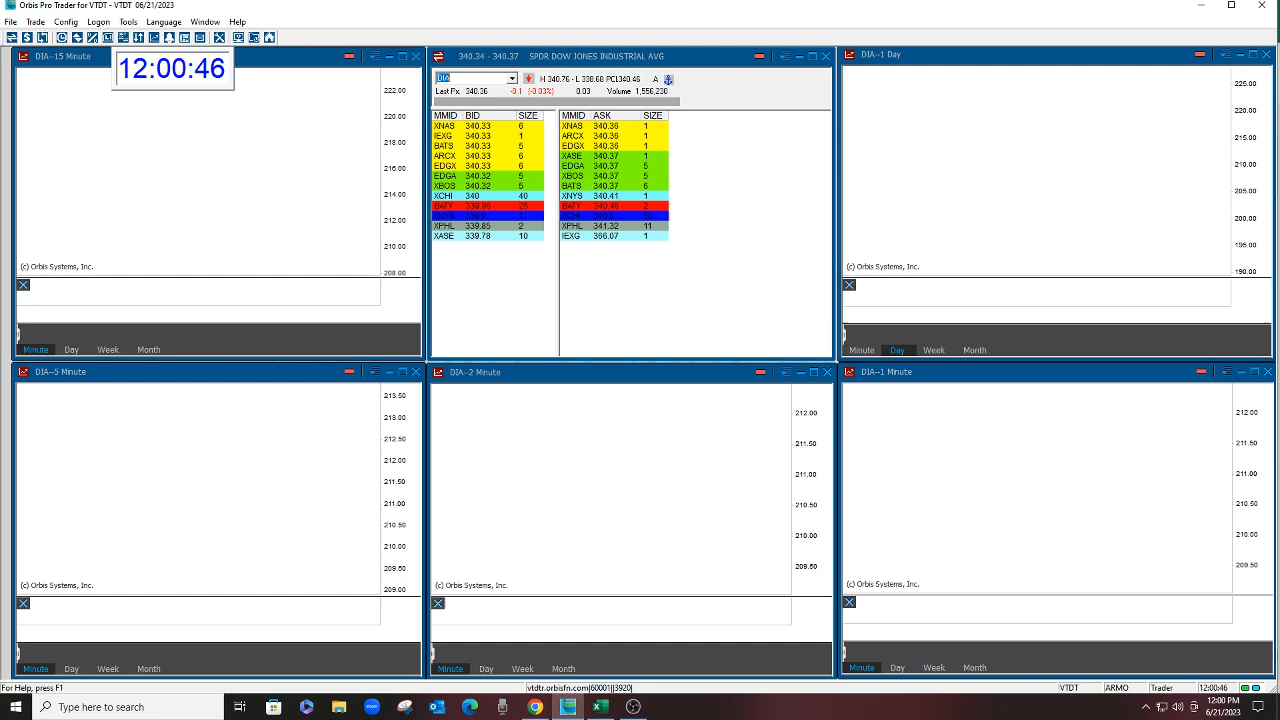 Orbis Pro Trader for VTDT - VTDT 06/21/2023
File Trade Config Logon Tools Language Window Help
DIA--15 Minute
12:00:46
222.00
220.00
218.00
216.00
214.00
212.00
210.00
208.00
(c) Orbis Systems, Inc.
Minute Day Week Month
340.34 - 340.37 SPDR DOW JONES INDUSTRIAL AVG
DIA H 340.76 - L 338.68 PCL340.46 A
Last Px. 340.36 -0.1 (-0.03%) 0.03 Volume 1,556,230
MMID BID SIZE MMID ASK SIZE
XNAS 340.33 6 XNAS 340.36 1
IEXG 340.33 1 ARCX 340.36 1
BATS 340.33 5 EDGX 340.36 1
ARCX 340.33 6 XASE 340.37 1
EDGX 340.33 6 EDGA 340.37 5
EDGA 340.32 5 XBOS 340.37 5
XBOS 340.32 5 BATS 340.37 6
XCHI 340 40 XNYS 340.41 1
BATY 339.96 25 BATY 340.46 2
XNYS 1 XCHI
XPHL 339.85 2 XPHL 341.32 11
XASE 339.78 10 IEXG 366.07 1
DIA--1 Day
225.00
220.00
215.00
210.00
205.00
200.00
195.00
190.00
(c) Orbis Systems, Inc.
Minute Day Week Month
DIA--5 Minute
213.50
213.00
212.50
212.00
211.50
211.00
210.50
210.00
209.50
209.00
(c) Orbis Systems, Inc.
Minute Day Week Month
DIA--2 Minute
212.00
211.50
211.00
210.50
210.00
209.50
(c) Orbis Systems, Inc.
Minute Day Week Month
DIA--1 Minute
212.00
211.50
211.00
210.50
210.00
209.50
(c) Orbis Systems, Inc.
Minute Day Week Month
For Help, press F1 vtdtr.orbisfn.com|60001||3920| VTDT ARMO Trader 12:00:46
Type here to search
zoom
12:00 PM
6/21/2023